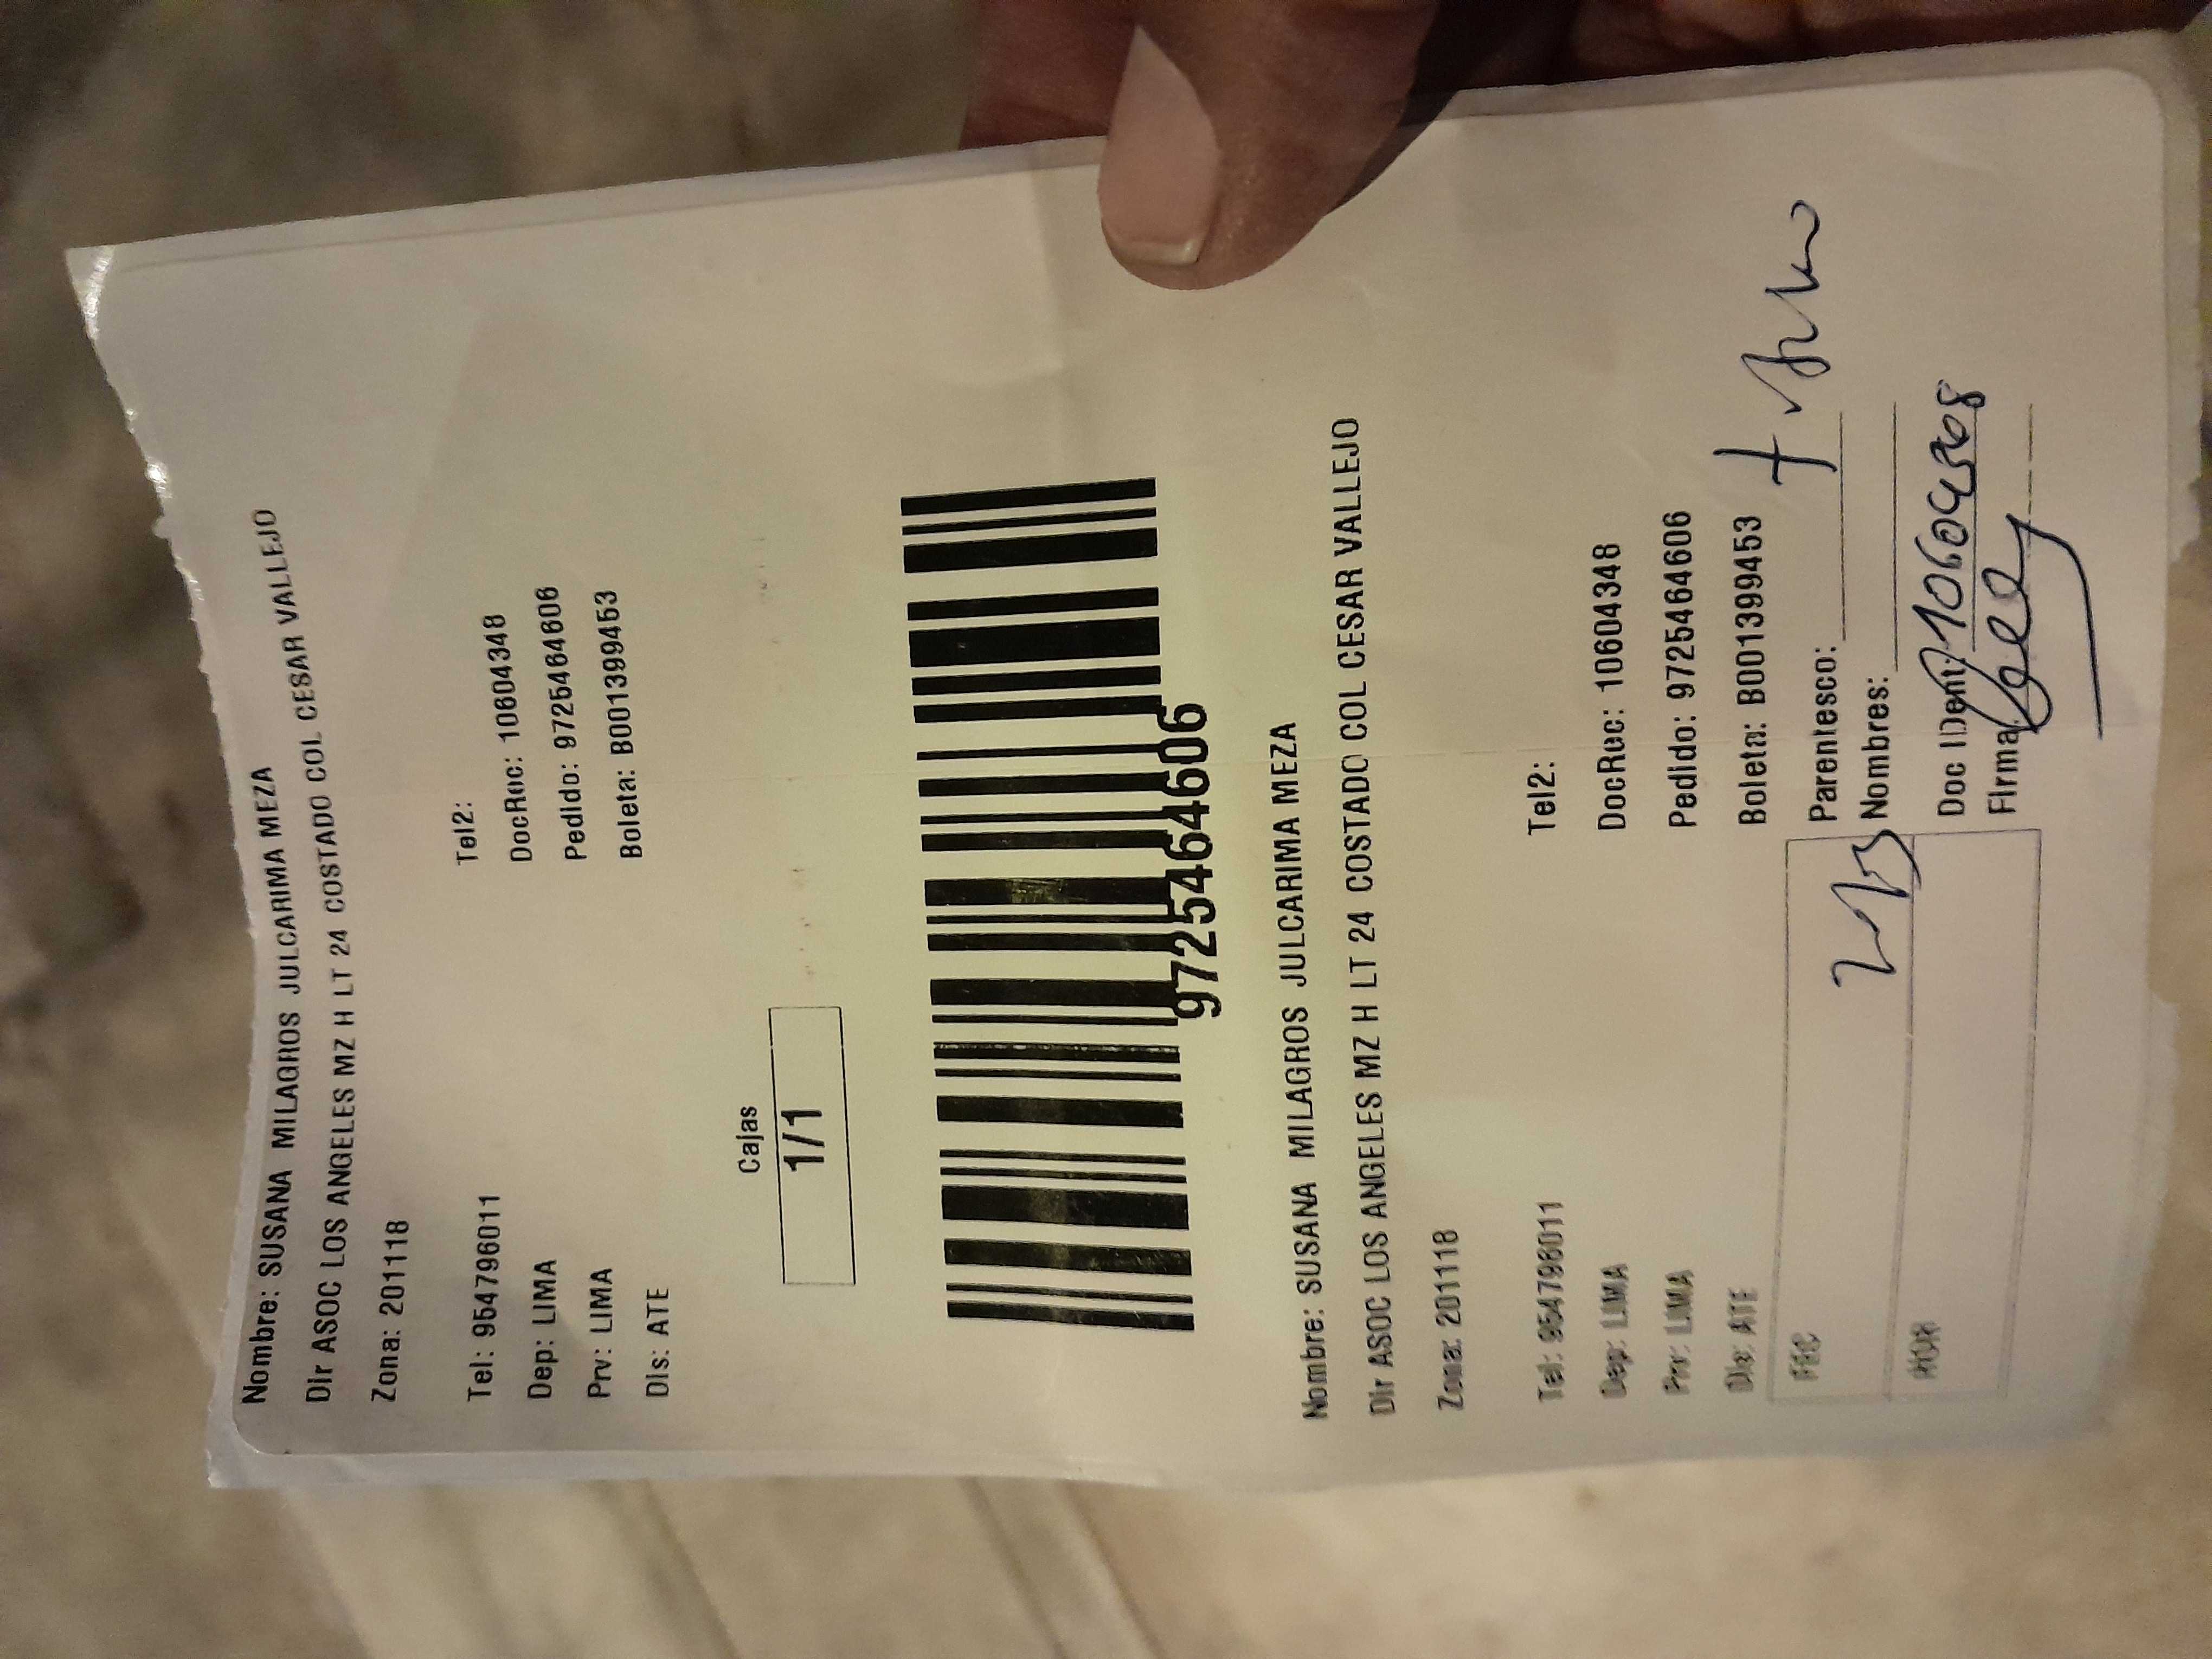 Nombre: SUSANA MILAGROS JULCARIMA MEZA
Dir ASOC LOS ANGELES MZ H LT 24 COSTADO COL CESAR VALLEJO
Zona: 201118
Tel: 954796011 Tel2:
Dep: LIMA DocRuc: 10604348
Prv: LIMA Pedido: 9725464606
Dis: ATE Boleta: B001399453
Cajas
1/1
9725464606
Nombre: SUSANA MILAGROS JULCARIMA MEZA
Dir ASOC LOS ANGELES MZ H LT 24 COSTADO COL CESAR VALLEJO
Zona: 201118
Tel: 954796011 Tel2:
Dep: LIMA DocRuc: 10604348
Prv: LIMA Pedido: 9725464606
Dis: ATE Boleta: B001399453
FEC Parentesco:
Nombres:
HOR Doc IDent:
Firma